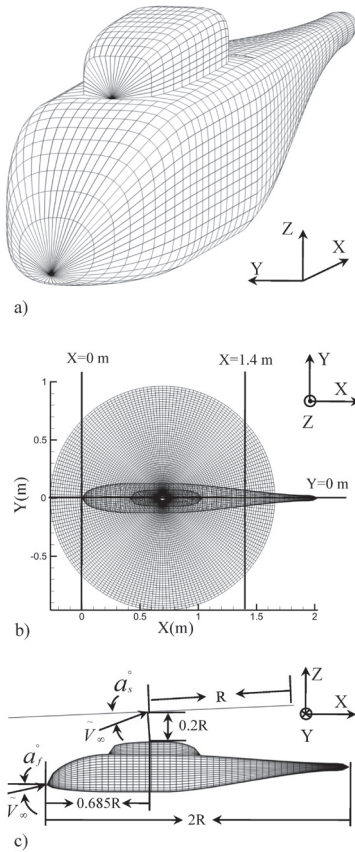 Z
X
Y
a)
X=0 m
X=1.4 m
Y
X
Z
1
0.5
0
-0.5
Y(m)
Y=0 m
0
0.5
1
1.5
2
X(m)
b)
a°s
R
Ṽ∞
0.2R
Z
X
Y
a°f
Ṽ∞
0.685R
2R
c)